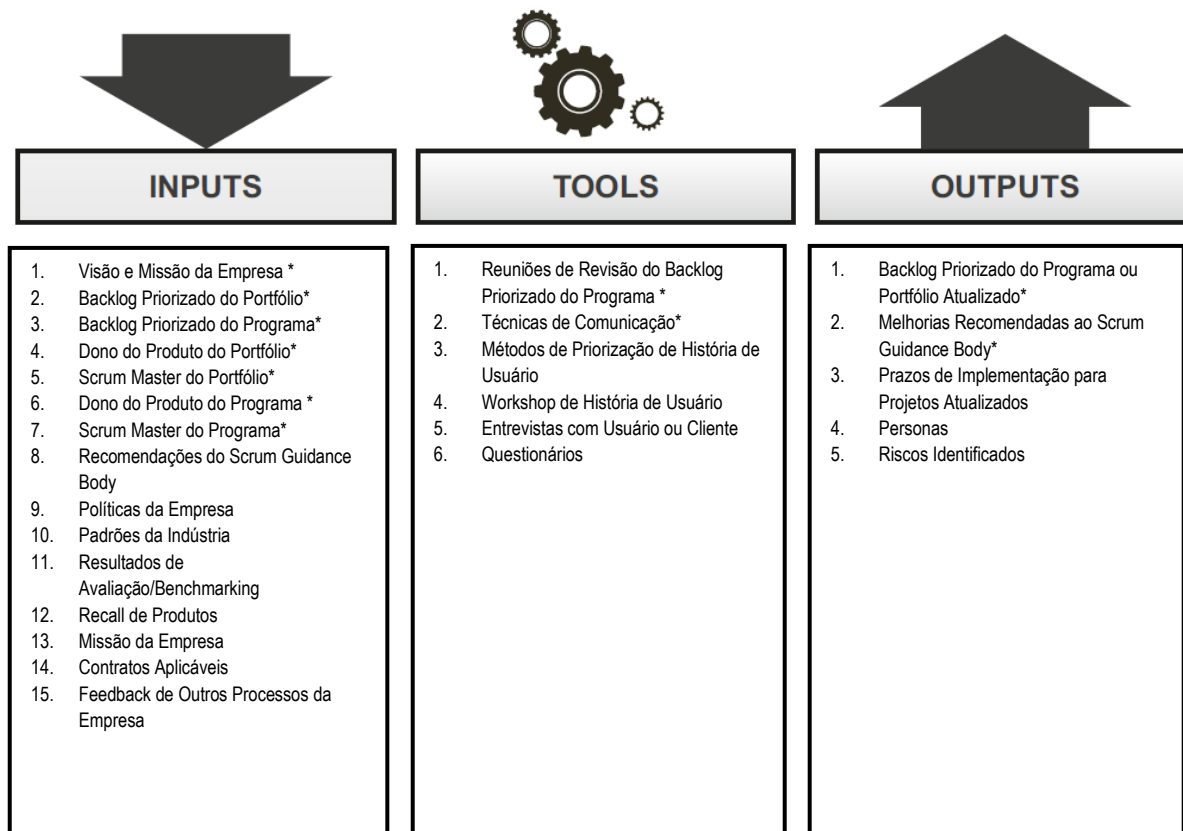 INPUTS
1. Visão e Missão da Empresa *
2. Backlog Priorizado do Portfólio*
3. Backlog Priorizado do Programa*
4. Dono do Produto do Portfólio*
5. Scrum Master do Portfólio*
6. Dono do Produto do Programa *
7. Scrum Master do Programa*
8. Recomendações do Scrum Guidance
Body
9. Políticas da Empresa
10. Padrões da Indústria
11. Resultados de
Avaliação/Benchmarking
12. Recall de Produtos
13. Missão da Empresa
14. Contratos Aplicáveis
15. Feedback de Outros Processos da
Empresa
TOOLS
1. Reuniões de Revisão do Backlog
Priorizado do Programa *
2. Técnicas de Comunicação*
3. Métodos de Priorização de História de
Usuário
4. Workshop de História de Usuário
5. Entrevistas com Usuário ou Cliente
6. Questionários
OUTPUTS
1. Backlog Priorizado do Programa ou
Portfólio Atualizado*
2. Melhorias Recomendadas ao Scrum
Guidance Body*
3. Prazos de Implementação para
Projetos Atualizados
4. Personas
5. Riscos Identificados